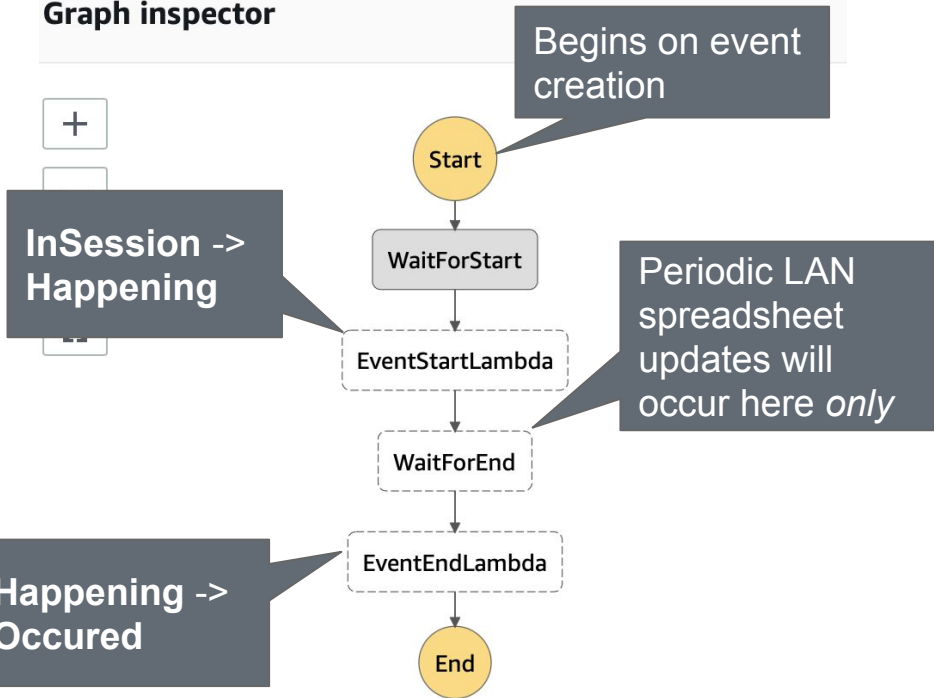 Graph inspector
Begins on event
creation
+
Start
InSession ->
Happening
WaitForStart
Periodic LAN
spreadsheet
updates will
occur here only
EventStartLambda
WaitForEnd
EventEndLambda
Happening ->
Occured
End